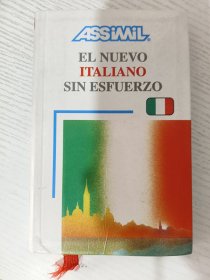 ASSiMiL
EL NUEVO
ITALIANO
SIN ESFUERZO